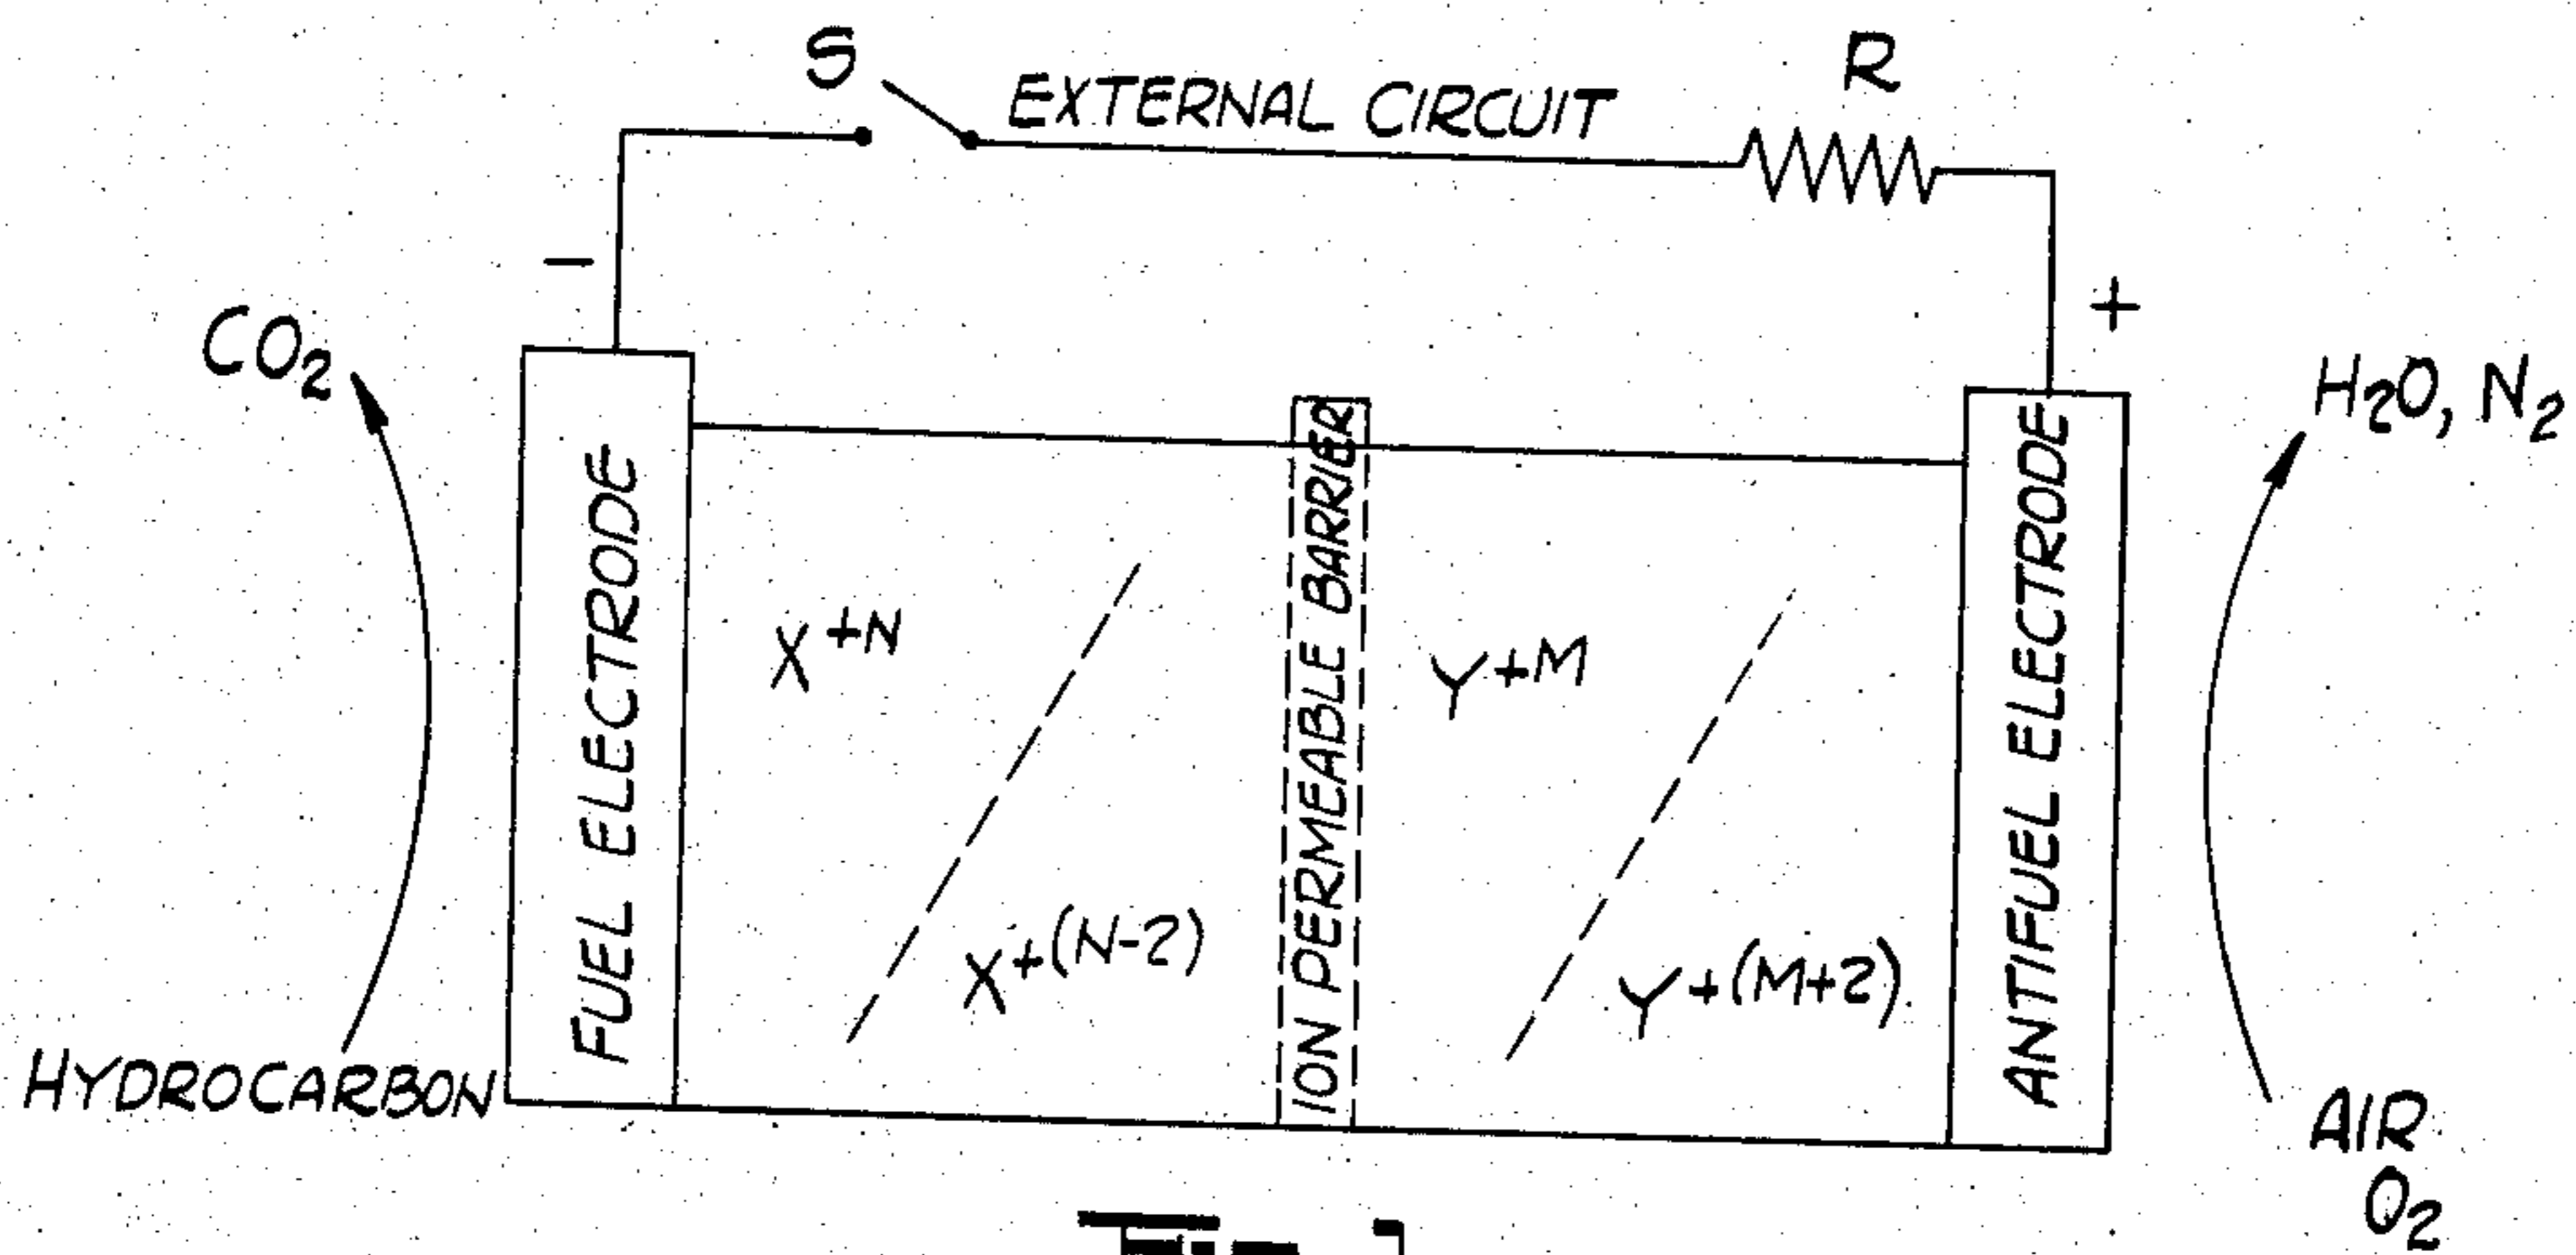 S
EXTERNAL CIRCUIT
R
−
+
CO2
H2O, N2
FUEL ELECTRODE
X+N
X+(N-2)
ION PERMEABLE BARRIER
Y+M
Y+(M+2)
ANTIFUEL ELECTRODE
HYDROCARBON
AIR
O2